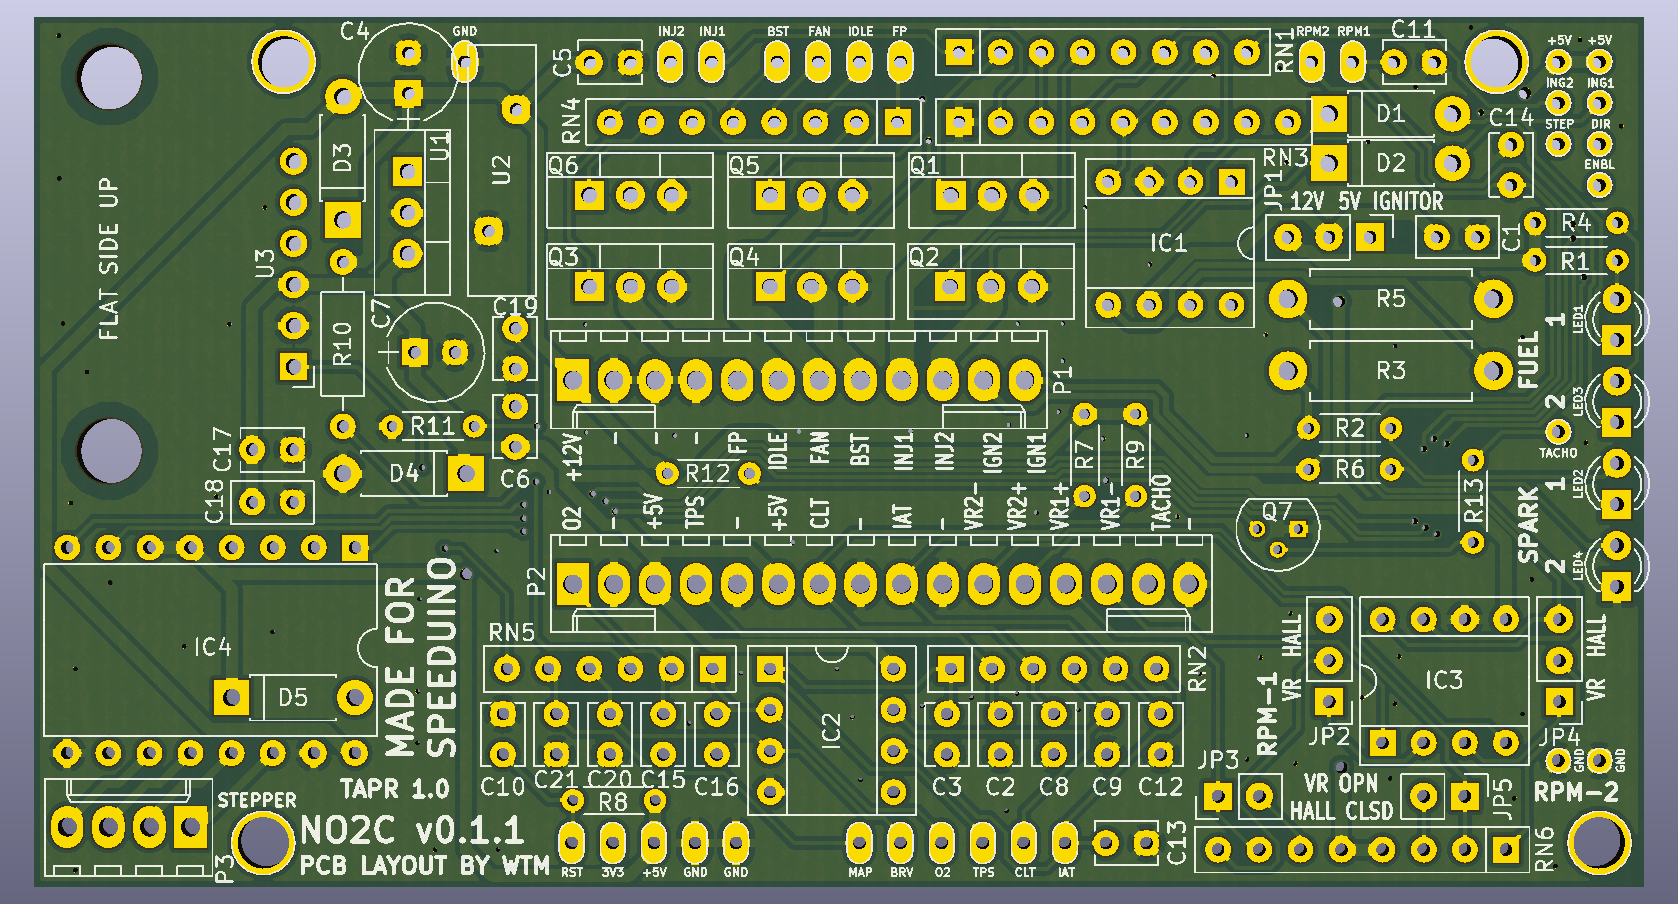 C4
GND
C5
INJ2
INJ1
BST
FAN
IDLE
FP
RN1
RPM2
RPM1
C11
+5V
+5V
ING2
ING1
STEP
DIR
ENBL
RN4
D1
C14
D3
U1
U2
Q6
Q5
Q1
RN3
D2
JP1
12V 5V IGNITOR
FLAT SIDE UP
U3
Q3
Q4
Q2
IC1
C1
R4
R1
C7
C19
R10
R5
LED1
1
FUEL
P1
R3
2
LED3
C17
R11
C6
D4
C18
+12V
-
-
-
FP
IDLE
FAN
BST
INJ1
INJ2
IGN2
IGN1
R12
R7
R9
R2
R6
R13
TACHO
O2
-
+5V
TPS
-
+5V
CLT
-
IAT
-
VR2-
VR2+
VR1+
VR1-
TACHO
-
Q7
1
LED2
SPARK
2
LED4
P2
MADE FOR
SPEEDUINO
IC4
D5
RN5
RN2
IC2
HALL
VR
RPM-1
JP2
IC3
HALL
VR
JP4
C10
C21
C20
C15
C16
C3
C2
C8
C9
C12
JP3
VR OPN
HALL CLSD
JP5
GND
GND
RPM-2
STEPPER
TAPR 1.0
R8
NO2C v0.1.1
PCB LAYOUT BY WTM
P3
RST
3V3
+5V
GND
GND
MAP
BRV
O2
TPS
CLT
IAT
C13
RN6